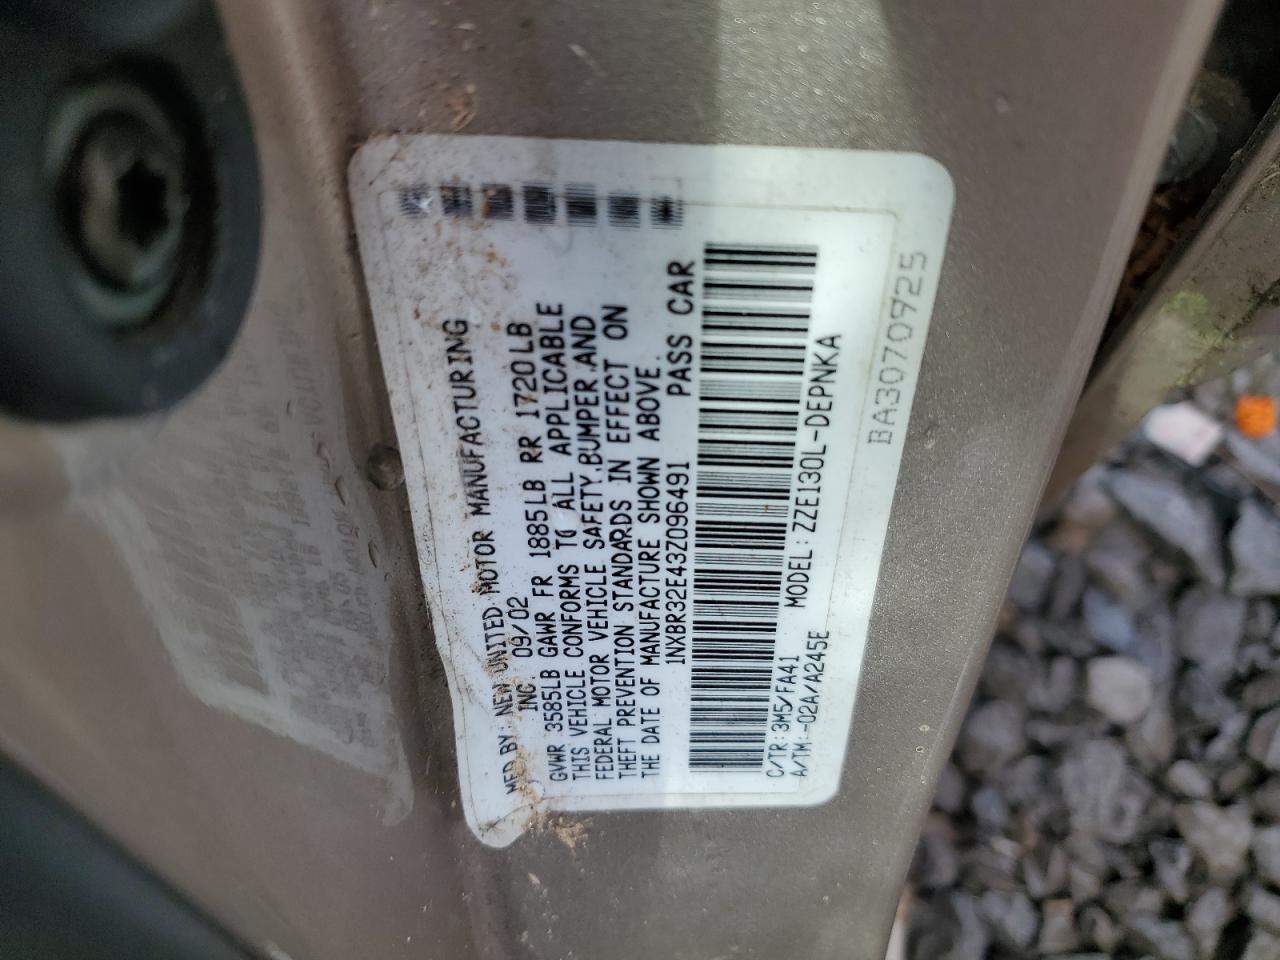 MFD BY: NEW UNITED MOTOR MANUFACTURING
INC 09/02
GVWR 3585LB GAWR FR 1885LB RR 1720LB
THIS VEHICLE CONFORMS TO ALL APPLICABLE
FEDERAL MOTOR VEHICLE SAFETY,BUMPER,AND
THEFT PREVENTION STANDARDS IN EFFECT ON
THE DATE OF MANUFACTURE SHOWN ABOVE.
1NXBR32E43Z096491 PASS CAR
C/TR:3M5/FA41 MODEL:ZZE130L-DEPNKA
A/TM:-02A/A245E
BA3070925